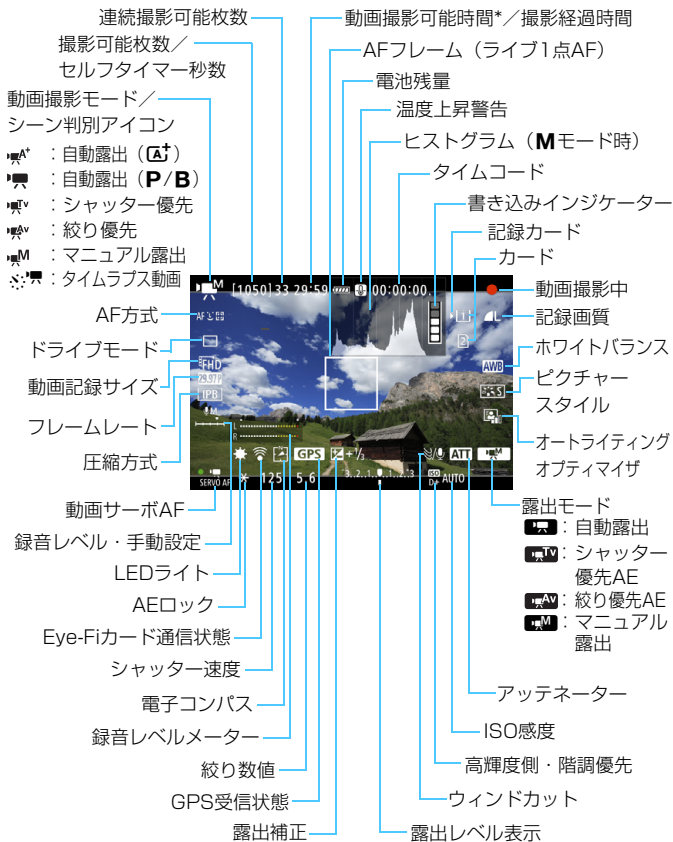 連続撮影可能枚数
動画撮影可能時間*／撮影経過時間
撮影可能枚数／
セルフタイマー秒数
AFフレーム（ライブ1点AF）
電池残量
動画撮影モード／
シーン判別アイコン
温度上昇警告
ヒストグラム（Mモード時）
A+：自動露出（A+）
：自動露出（P/B）
Tv：シャッター優先
Av：絞り優先
M：マニュアル露出
：タイムラプス動画
タイムコード
書き込みインジケーター
記録カード
カード
M [1050] 33 29:59 00:00:00.
動画撮影中
AF方式
AF
1
L
記録画質
ドライブモード
2
AWB
ホワイトバランス
動画記録サイズ
FHD
29.97P
IPB
S
ピクチャー
スタイル
フレームレート
M
L
R
オートライティング
オプティマイザ
圧縮方式
GPS
+⅓
ATT
M
SERVO AF
125 5.6
3..2..1..1..2..3
ISO
D+ AUTO
動画サーボAF
露出モード
：自動露出
Tv：シャッター
優先AE
Av：絞り優先AE
M：マニュアル
露出
録音レベル・手動設定
LEDライト
AEロック
Eye-Fiカード通信状態
シャッター速度
電子コンパス
録音レベルメーター
絞り数値
GPS受信状態
露出補正
アッテネーター
ISO感度
高輝度側・階調優先
ウィンドカット
露出レベル表示